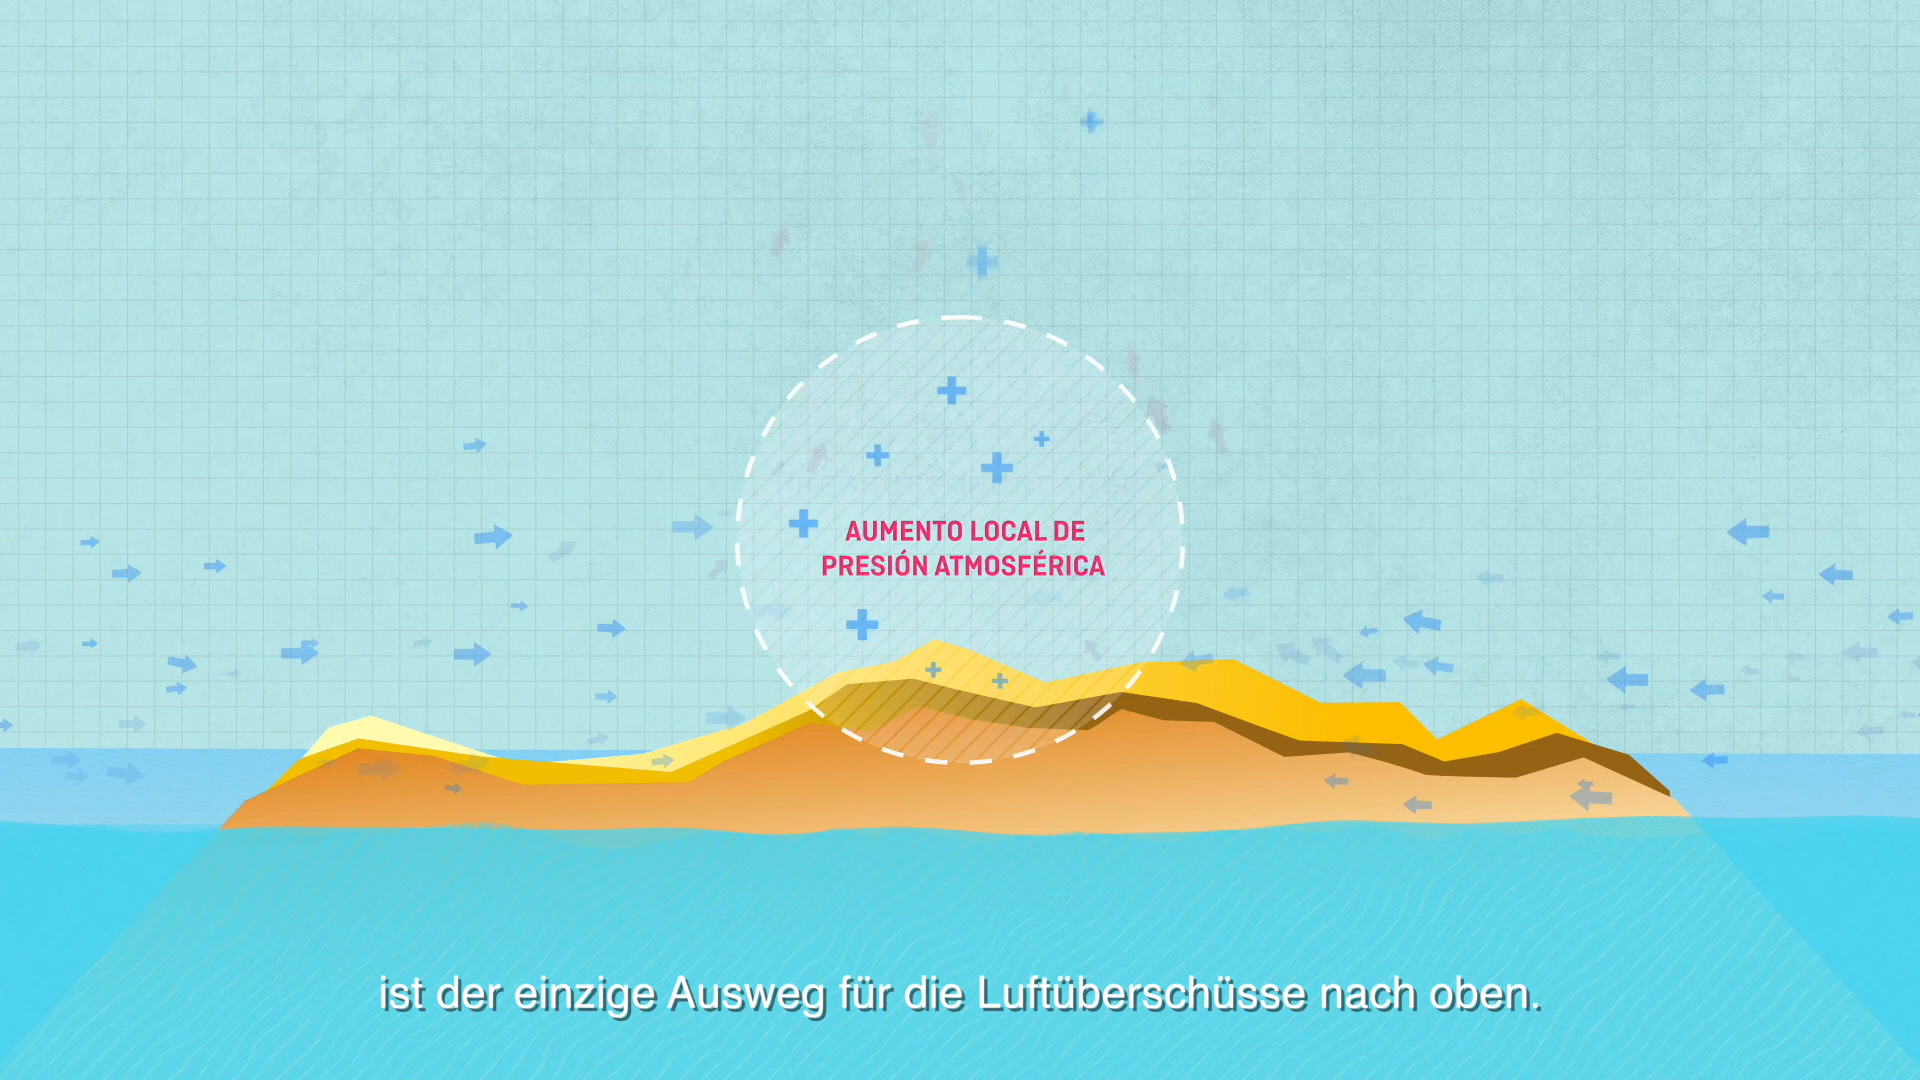 AUMENTO LOCAL DE
PRESIÓN ATMOSFÉRICA
ist der einzige Ausweg für die Luftüberschüsse nach oben.